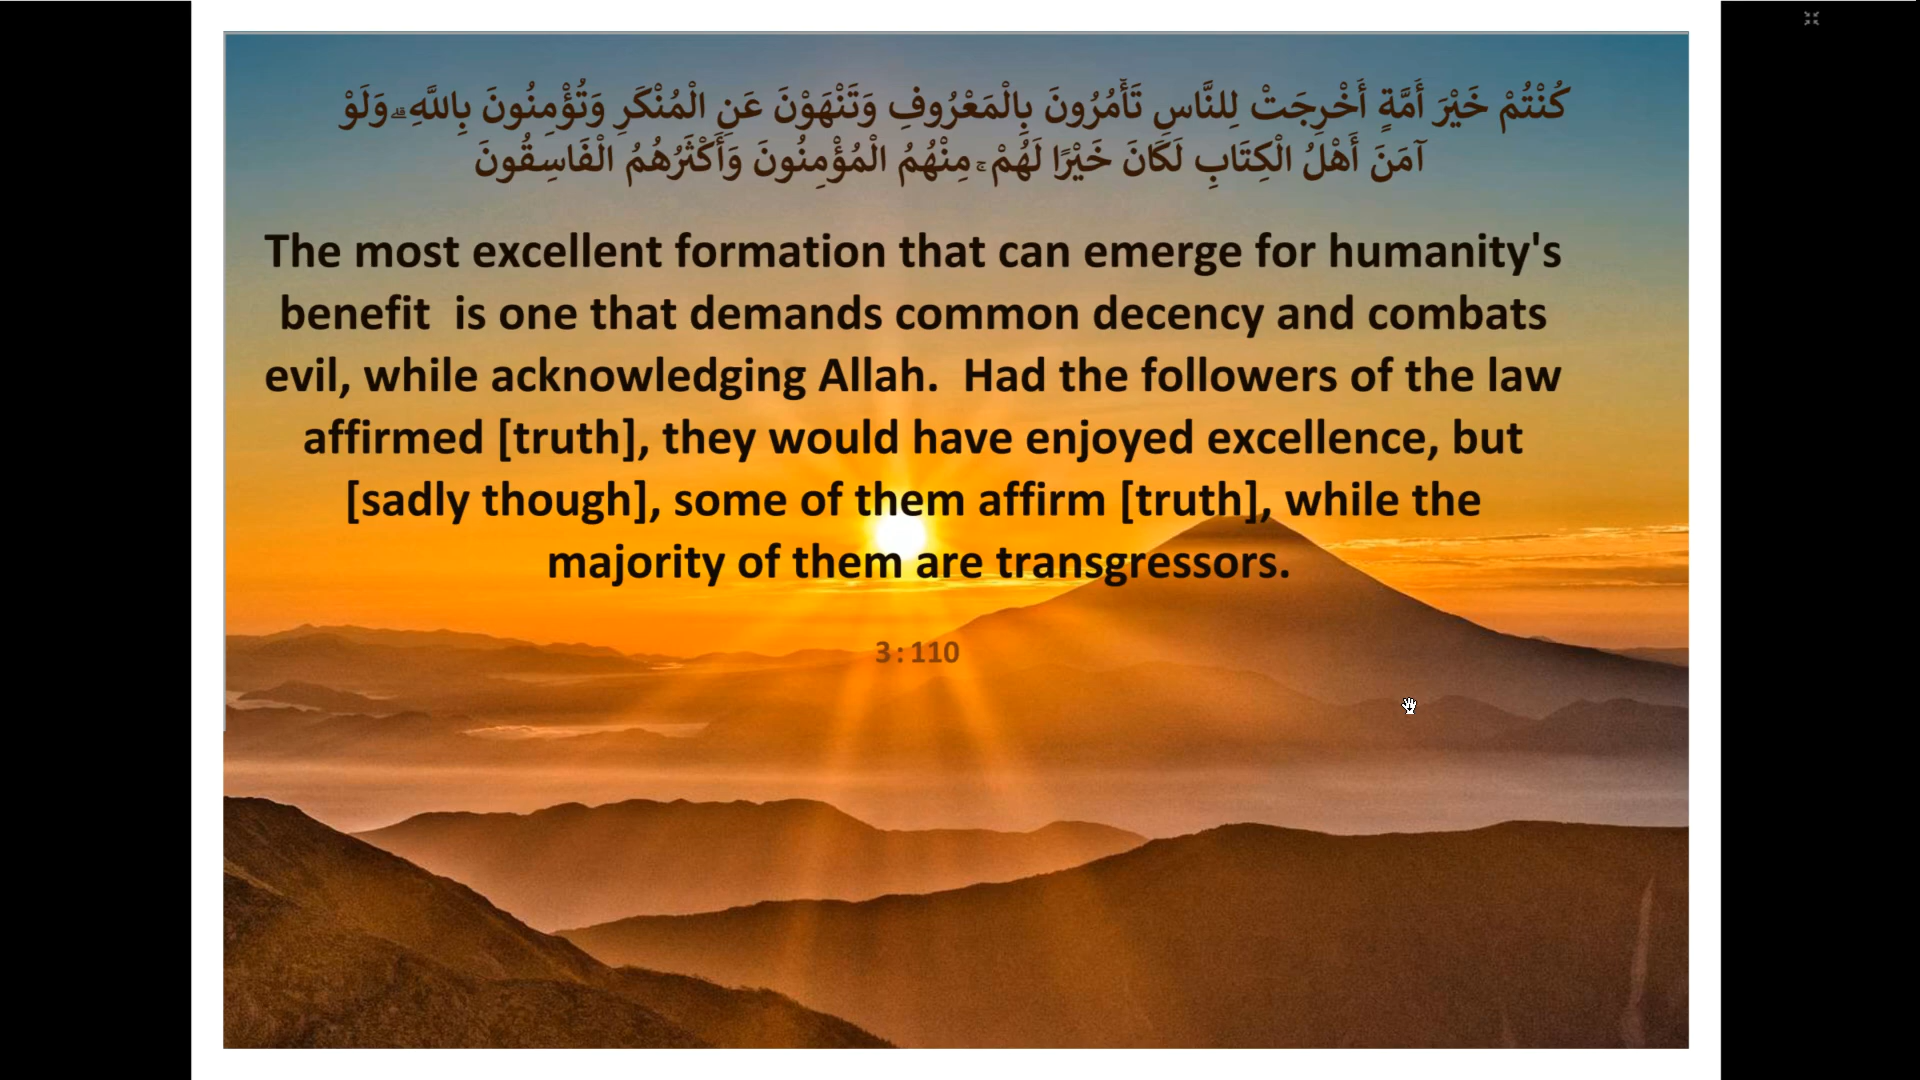 كُنْتُمْ خَيْرَ أُمَّةٍ أُخْرِجَتْ لِلنَّاسِ تَأْمُرُونَ بِالْمَعْرُوفِ وَتَنْهَوْنَ عَنِ الْمُنْكَرِ وَتُؤْمِنُونَ بِاللَّهِ ۗ وَلَوْ
آمَنَ أَهْلُ الْكِتَابِ لَكَانَ خَيْرًا لَهُمْ ۚ مِنْهُمُ الْمُؤْمِنُونَ وَأَكْثَرُهُمُ الْفَاسِقُونَ
The most excellent formation that can emerge for humanity's
benefit  is one that demands common decency and combats
evil, while acknowledging Allah.  Had the followers of the law
affirmed [truth], they would have enjoyed excellence, but
[sadly though], some of them affirm [truth], while the
majority of them are transgressors.
3:110